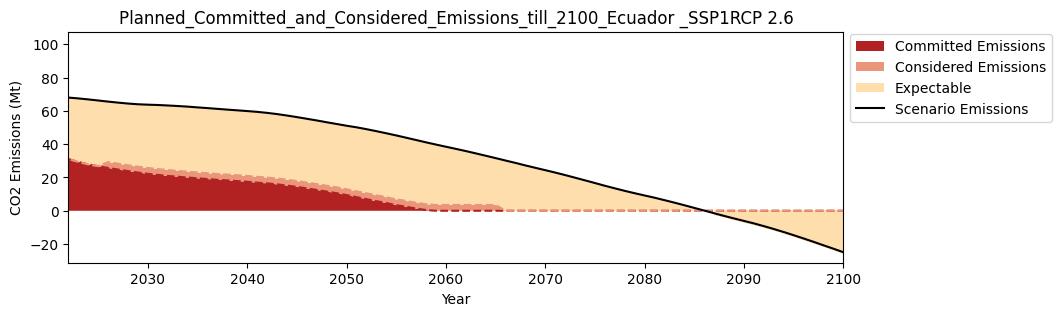 Planned_Committed_and_Considered_Emissions_till_2100_Ecuador _SSP1RCP 2.6
CO2 Emissions (Mt)
100
80
60
40
20
0
−20
2030
2040
2050
2060
2070
2080
2090
2100
Year
Committed Emissions
Considered Emissions
Expectable
Scenario Emissions